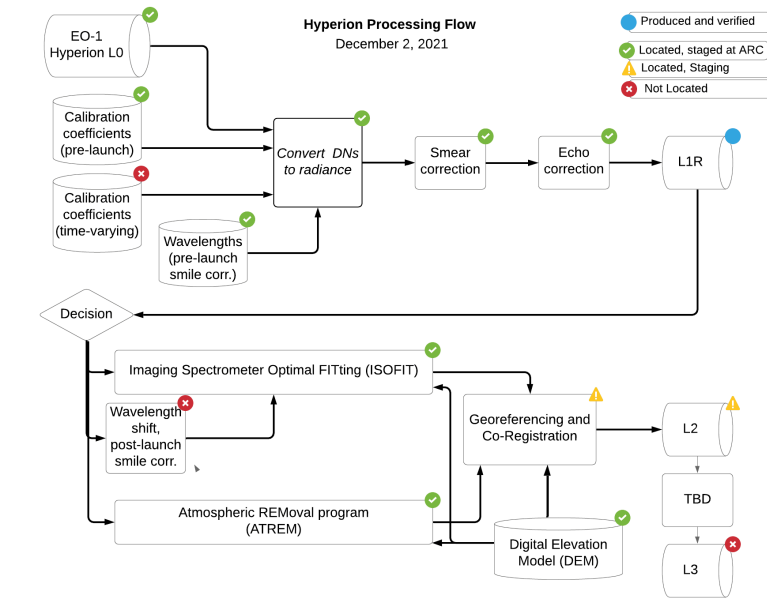 Hyperion Processing Flow
December 2, 2021
Produced and verified
Located, staged at ARC
Located, Staging
Not Located
EO-1
Hyperion L0
Calibration
coefficients
(pre-launch)
Calibration
coefficients
(time-varying)
Wavelengths
(pre-launch
smile corr.)
Convert DNs
to radiance
Smear
correction
Echo
correction
L1R
Decision
Imaging Spectrometer Optimal FITting (ISOFIT)
Wavelength
shift,
post-launch
smile corr.
Atmospheric REMoval program
(ATREM)
Georeferencing and
Co-Registration
Digital Elevation
Model (DEM)
L2
TBD
L3